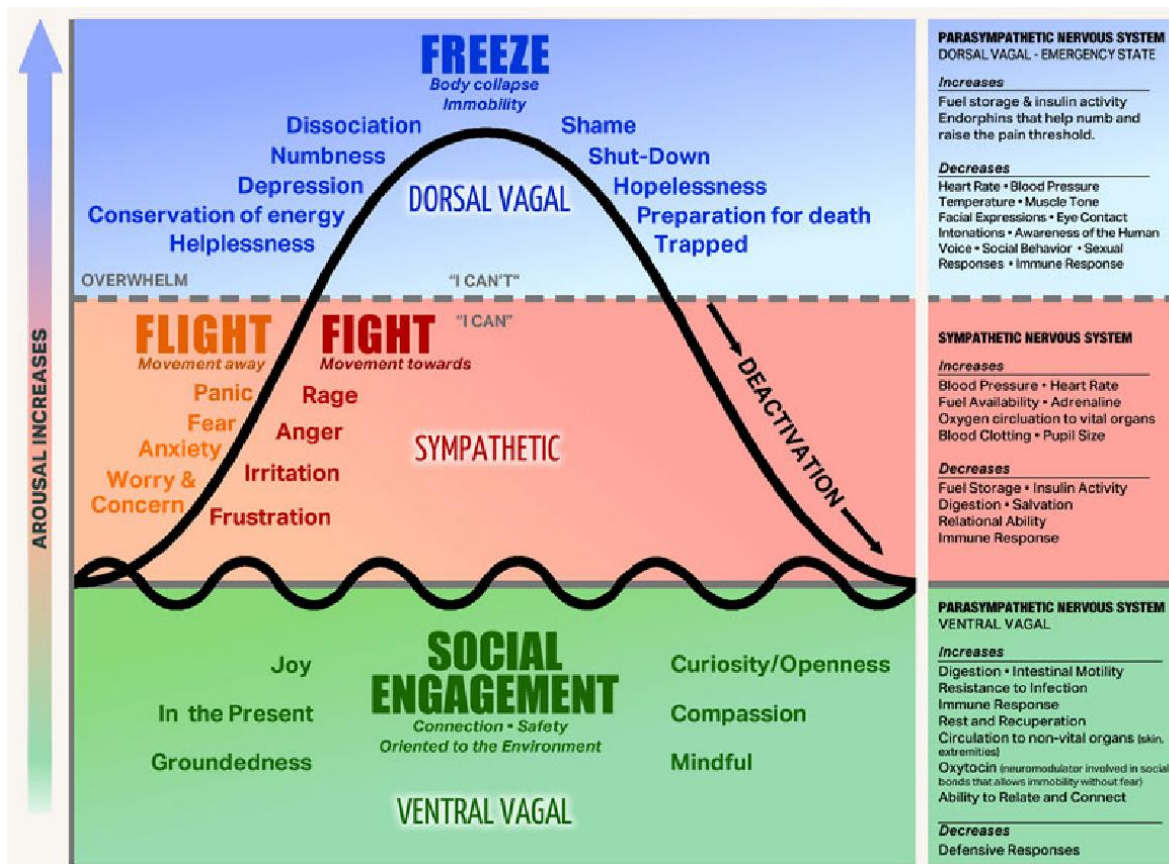 AROUSAL INCREASES
FREEZE
Body collapse
Immobility
Dissociation
Numbness
Depression
Conservation of energy
Helplessness
Shame
Shut-Down
Hopelessness
Preparation for death
Trapped
DORSAL VAGAL
OVERWHELM
"I CAN'T"
"I CAN"
FLIGHT
Movement away
Panic
Fear
Anxiety
Worry &
Concern
FIGHT
Movement towards
Rage
Anger
Irritation
Frustration
SYMPATHETIC
DEACTIVATION
SOCIAL
ENGAGEMENT
Connection • Safety
Oriented to the Environment
Joy
In the Present
Groundedness
Curiosity/Openness
Compassion
Mindful
VENTRAL VAGAL
PARASYMPATHETIC NERVOUS SYSTEM
DORSAL VAGAL - EMERGENCY STATE
Increases
Fuel storage & insulin activity
Endorphins that help numb and
raise the pain threshold.
Decreases
Heart Rate • Blood Pressure
Temperature • Muscle Tone
Facial Expressions • Eye Contact
Intonations • Awareness of the Human
Voice • Social Behavior • Sexual
Responses • Immune Response
SYMPATHETIC NERVOUS SYSTEM
Increases
Blood Pressure • Heart Rate
Fuel Availability • Adrenaline
Oxygen circluation to vital organs
Blood Clotting • Pupil Size
Decreases
Fuel Storage • Insulin Activity
Digestion • Salvation
Relational Ability
Immune Response
PARASYMPATHETIC NERVOUS SYSTEM
VENTRAL VAGAL
Increases
Digestion • Intestinal Motility
Resistance to Infection
Immune Response
Rest and Recuperation
Circulation to non-vital organs (skin,
extremities)
Oxytocin (neuromodulator involved in social
bonds that allows immobility without fear)
Ability to Relate and Connect
Decreases
Defensive Responses